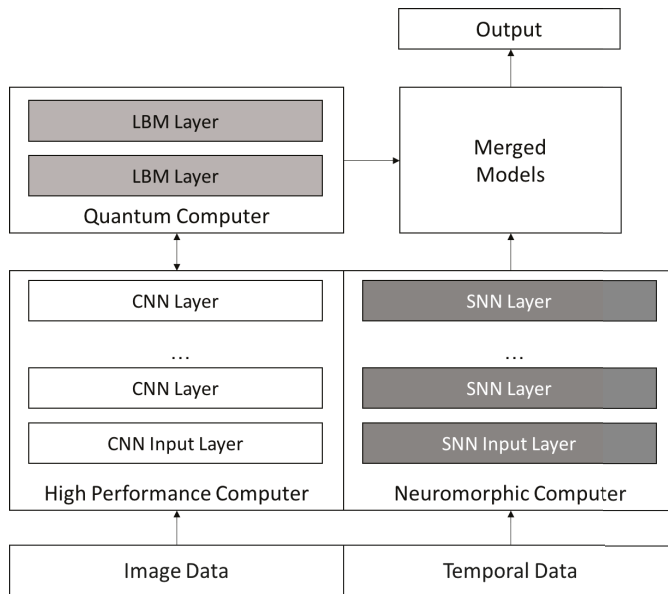 Output
LBM Layer
LBM Layer
Quantum Computer
Merged
Models
CNN Layer
...
CNN Layer
CNN Input Layer
High Performance Computer
SNN Layer
...
SNN Layer
SNN Input Layer
Neuromorphic Computer
Image Data
Temporal Data